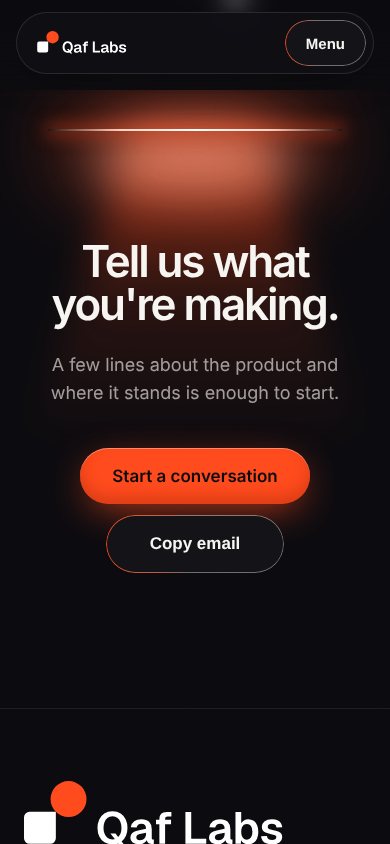 Qaf Labs
Menu
Tell us what
you're making.
A few lines about the product and
where it stands is enough to start.
Start a conversation
Copy email
Qaf Labs